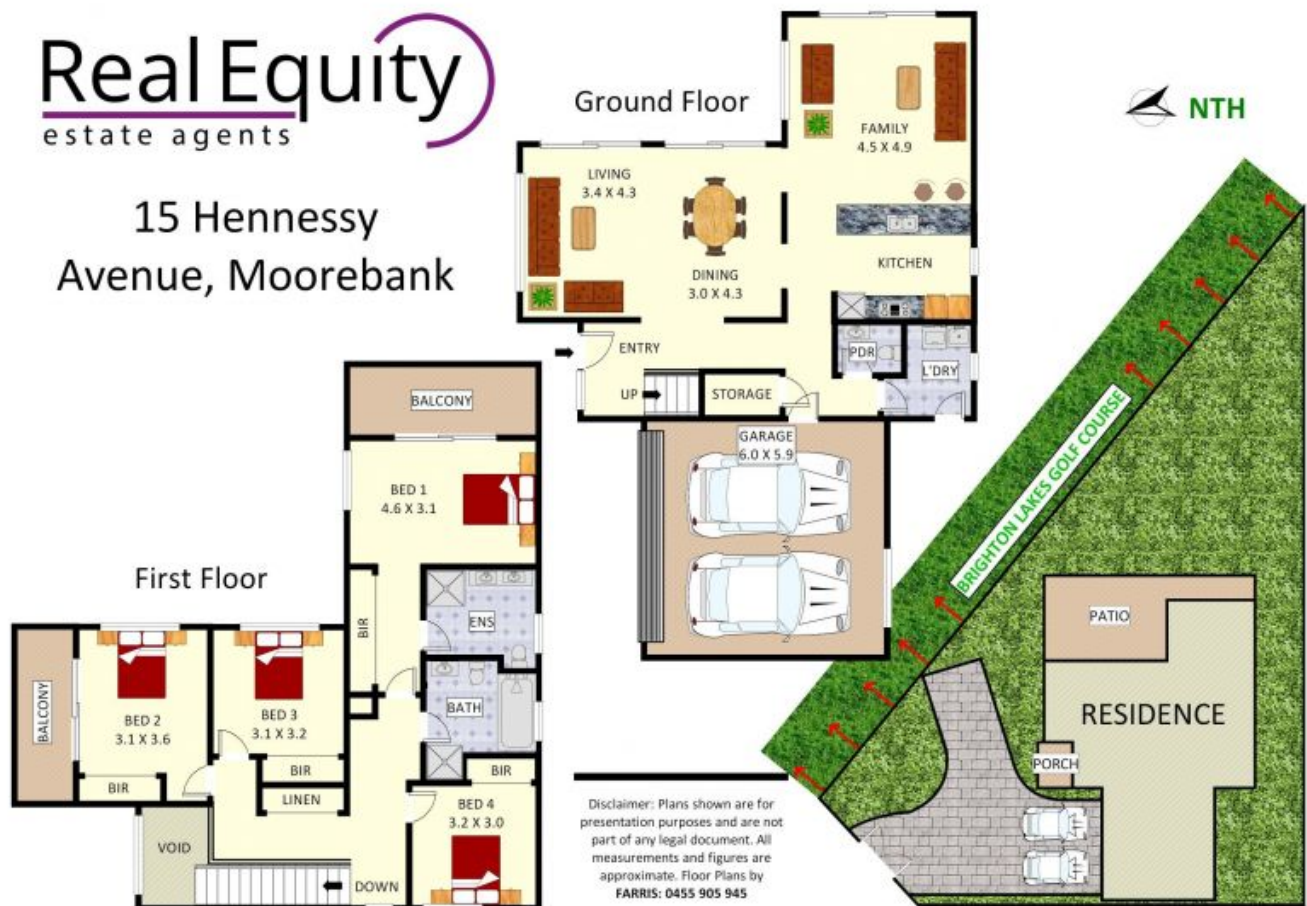 Real Equity
estate agents
15 Hennessy
Avenue, Moorebank
Ground Floor
NTH
FAMILY
4.5 X 4.9
LIVING
3.4 X 4.3
DINING
3.0 X 4.3
KITCHEN
ENTRY
PDR
L'DRY
UP
STORAGE
GARAGE
6.0 X 5.9
First Floor
BALCONY
BED 1
4.6 X 3.1
BIR
ENS
BALCONY
BED 2
3.1 X 3.6
BIR
BED 3
3.1 X 3.2
BIR
LINEN
BATH
BIR
BED 4
3.2 X 3.0
VOID
DOWN
Disclaimer: Plans shown are for
presentation purposes and are not
part of any legal document. All
measurements and figures are
approximate. Floor Plans by
FARRIS: 0455 905 945
BRIGHTON LAKES GOLF COURSE
PATIO
RESIDENCE
PORCH